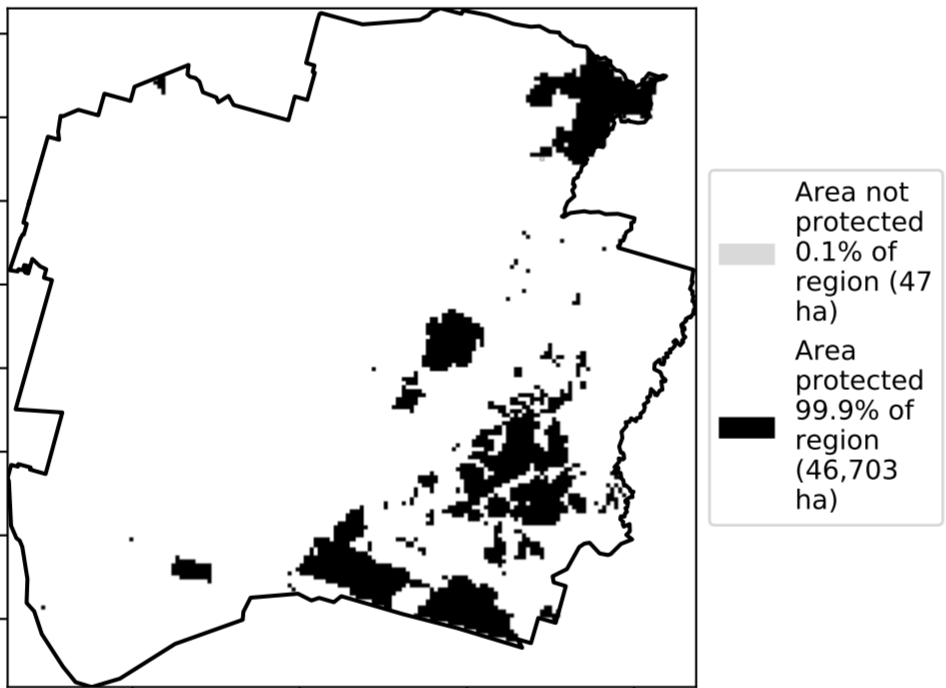 Area not
protected
0.1% of
region (47
ha)
Area
protected
99.9% of
region
(46,703
ha)